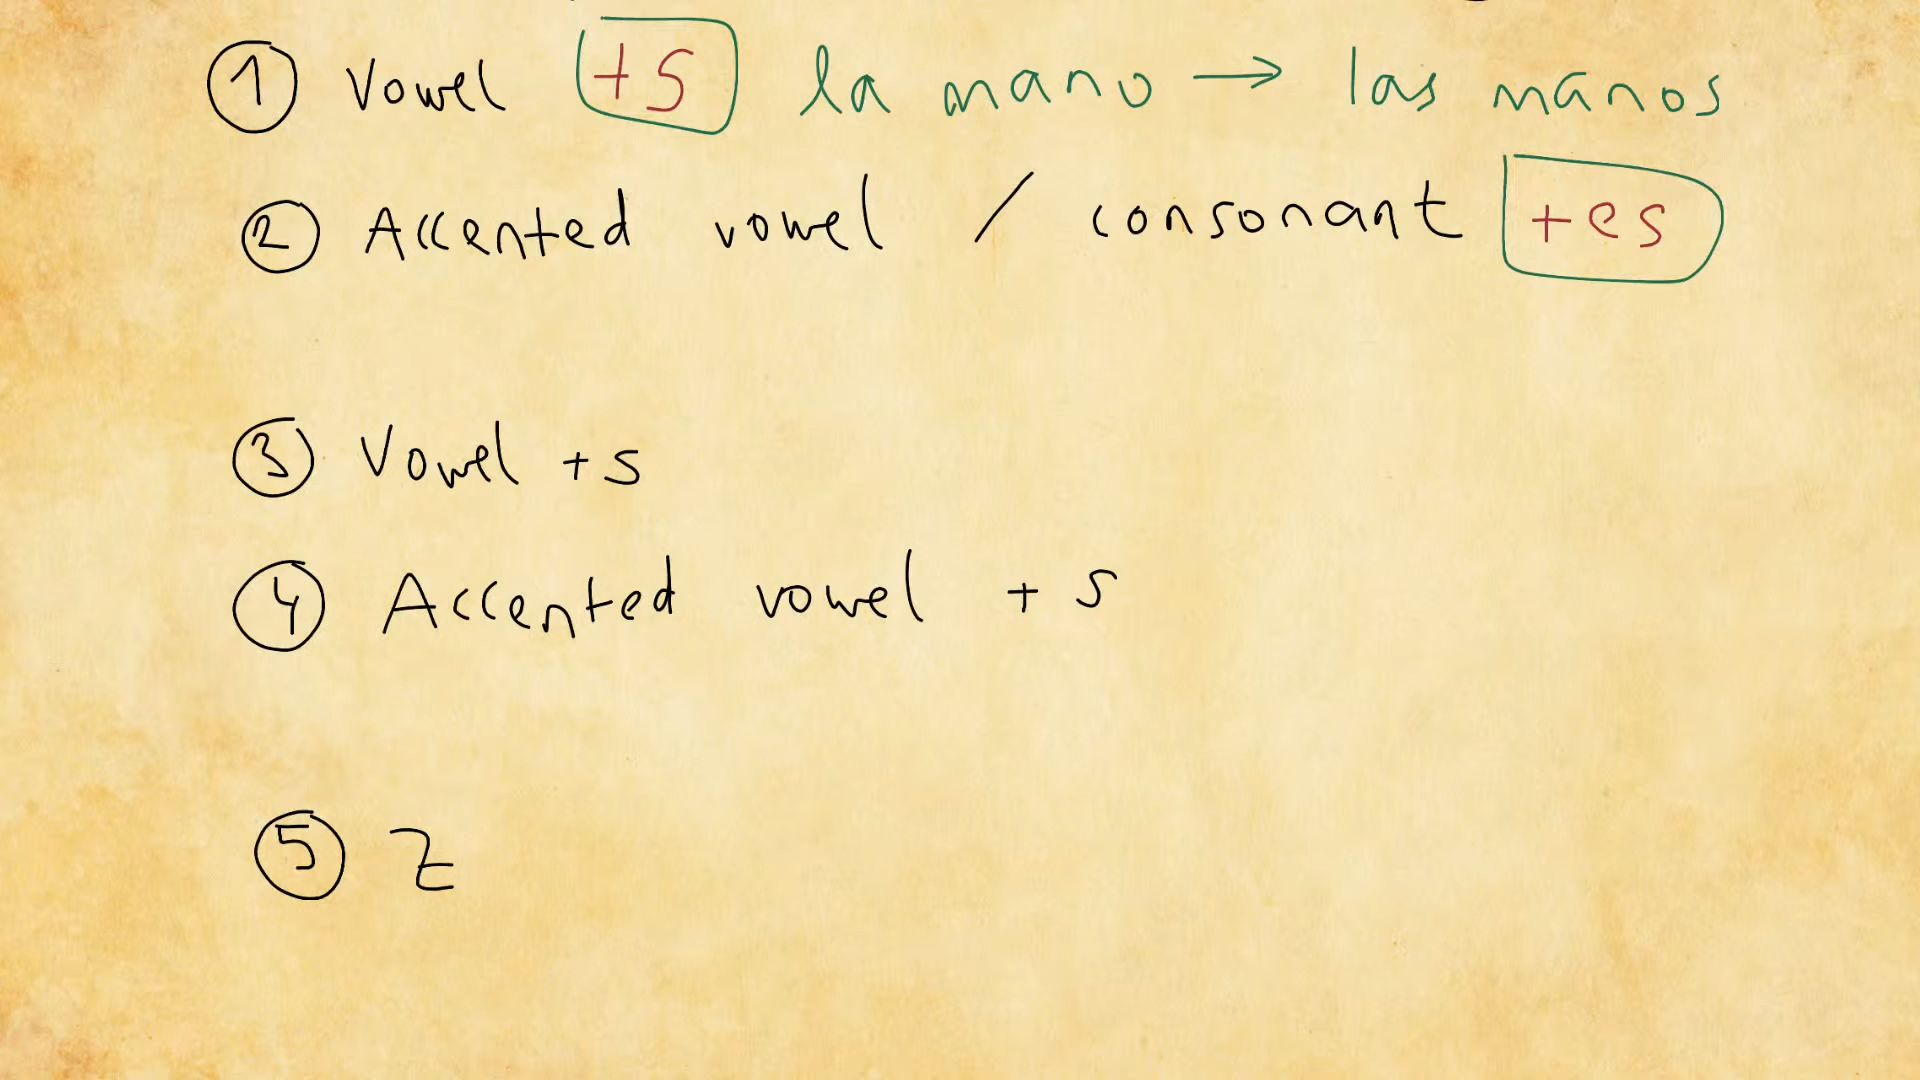 1 Vowel +S la mano → las manos
2 Accented vowel / consonant +es
3 Vowel +s
4 Accented vowel + s
5 Z